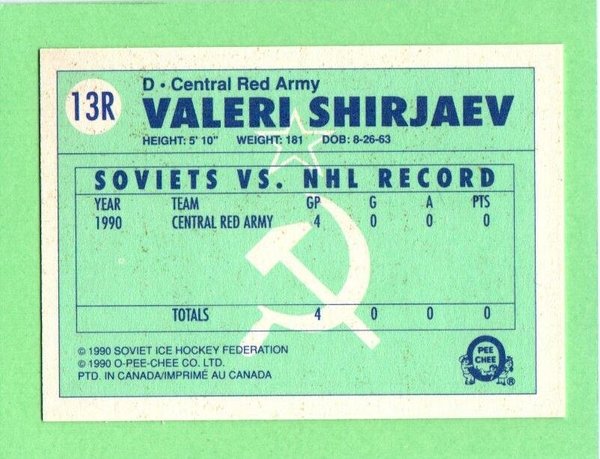 13R
D • Central Red Army
VALERI SHIRJAEV
HEIGHT: 5' 10" WEIGHT: 181 DOB: 8-26-63
SOVIETS VS. NHL RECORD
YEAR TEAM GP G A PTS
1990 CENTRAL RED ARMY 4 0 0 0
TOTALS 4 0 0 0
© 1990 SOVIET ICE HOCKEY FEDERATION
© 1990 O-PEE-CHEE CO. LTD.
PTD. IN CANADA/IMPRIMÉ AU CANADA
PEE
CHEE
®